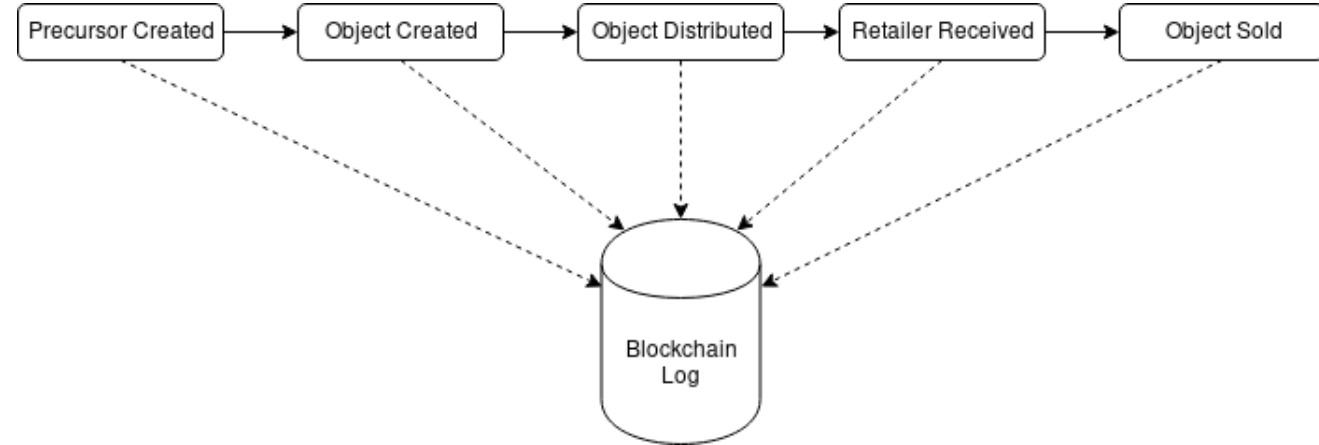 Precursor Created
Object Created
Object Distributed
Retailer Received
Object Sold
Blockchain
Log